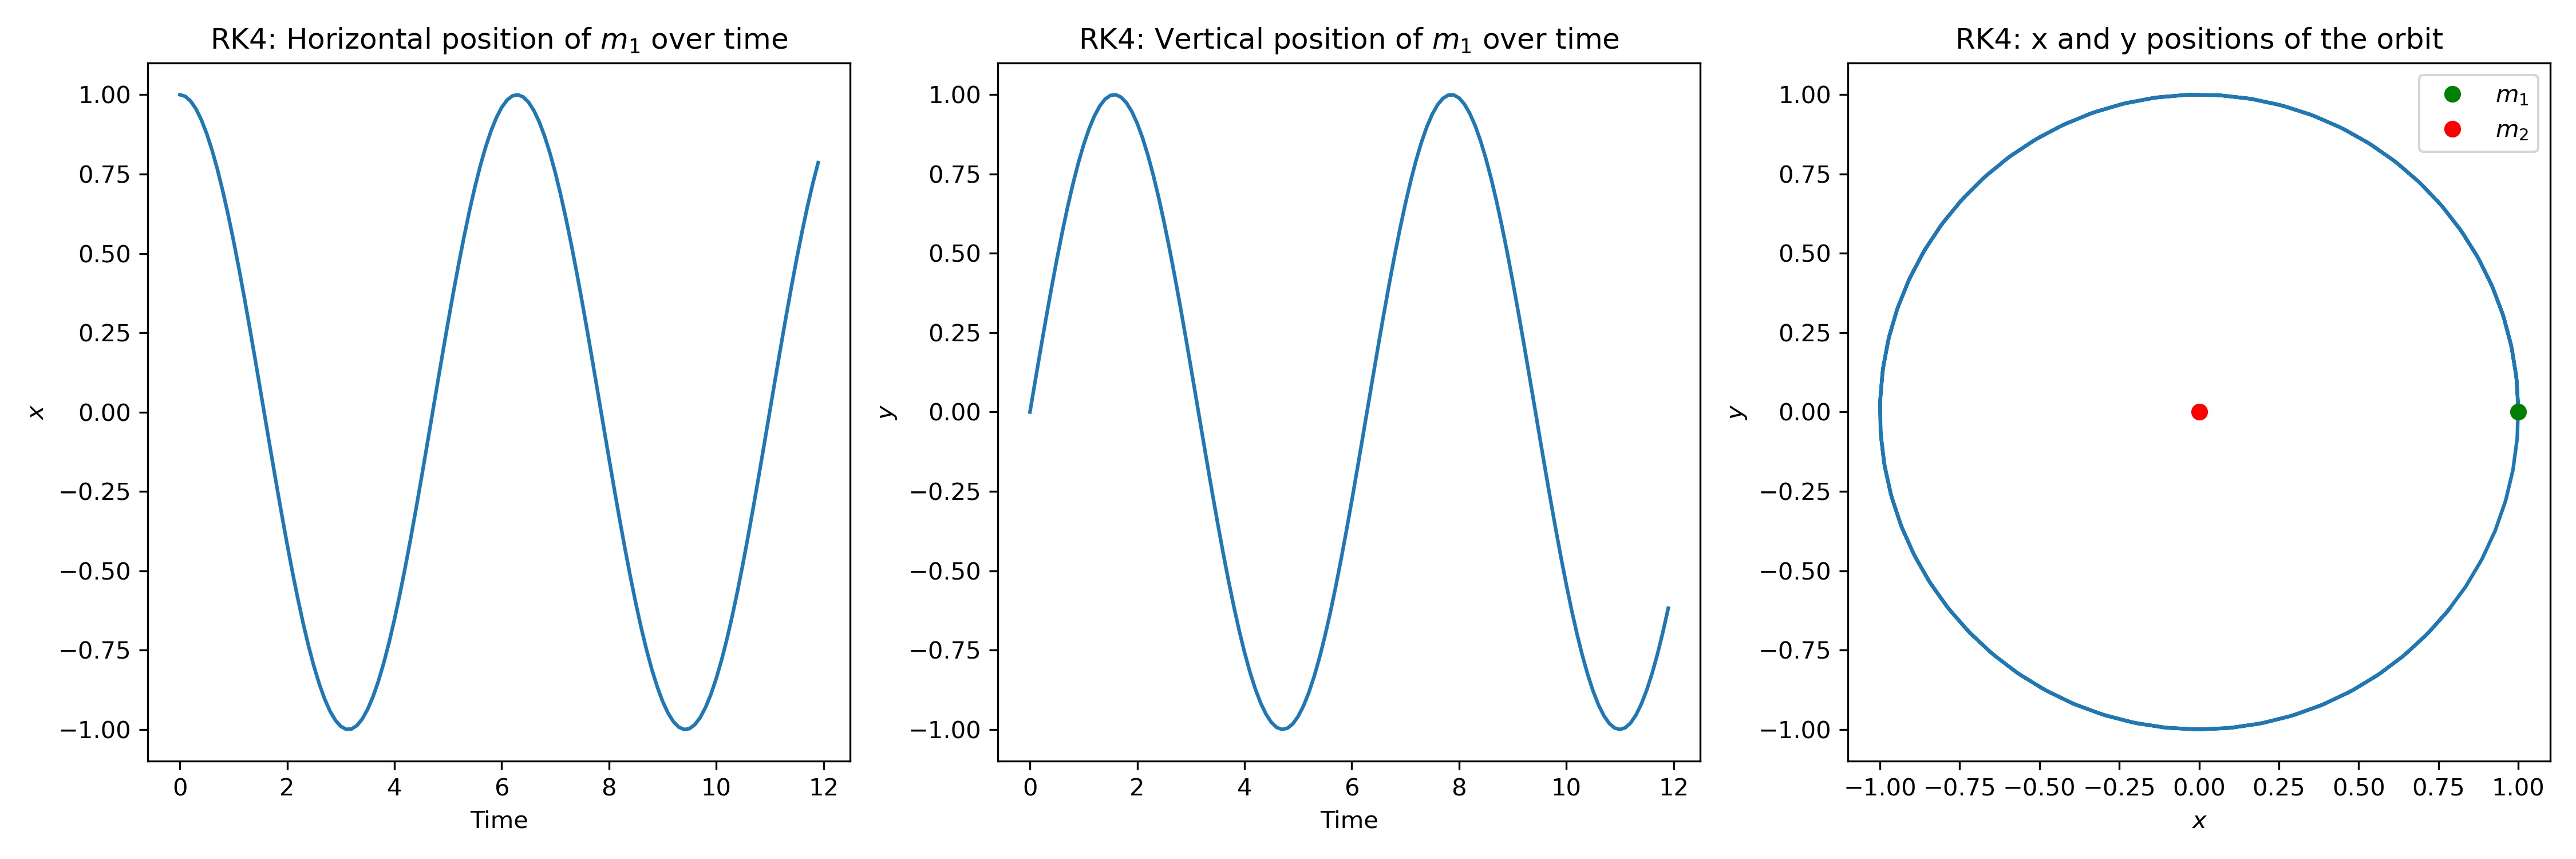 RK4: Horizontal position of m₁ over time
1.00
0.75
0.50
0.25
0.00
−0.25
−0.50
−0.75
−1.00
x
0 2 4 6 8 10 12
Time
RK4: Vertical position of m₁ over time
1.00
0.75
0.50
0.25
0.00
−0.25
−0.50
−0.75
−1.00
y
0 2 4 6 8 10 12
Time
RK4: x and y positions of the orbit
m₁
m₂
1.00
0.75
0.50
0.25
0.00
−0.25
−0.50
−0.75
−1.00
y
−1.00 −0.75 −0.50 −0.25 0.00 0.25 0.50 0.75 1.00
x